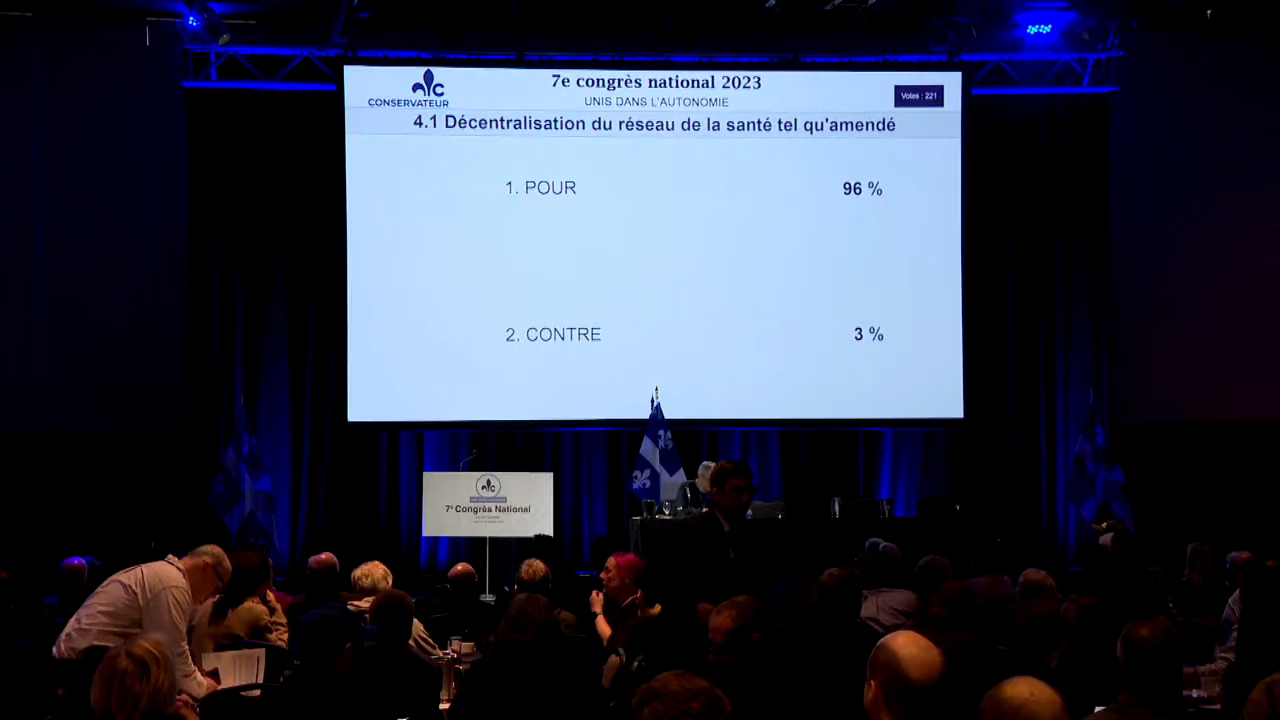 7e congrès national 2023
CONSERVATEUR
UNIS DANS L'AUTONOMIE
Votes : 221
4.1 Décentralisation du réseau de la santé tel qu'amendé
1. POUR
96 %
2. CONTRE
3 %
7e Congrès National